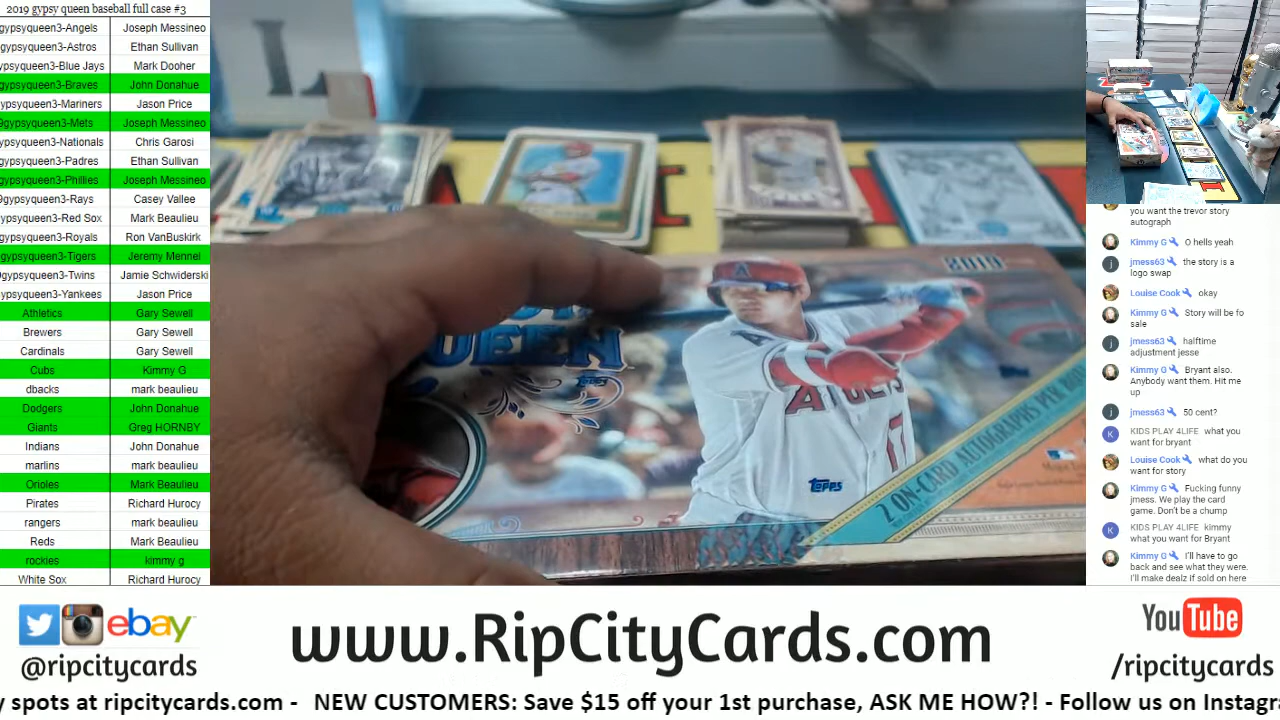 2019 gypsy queen baseball full case #3
gypsyqueen3-Angels Joseph Messineo
gypsyqueen3-Astros Ethan Sullivan
ypsyqueen3-Blue Jays Mark Dooher
gypsyqueen3-Braves John Donahue
ypsyqueen3-Mariners Jason Price
9gypsyqueen3-Mets Joseph Messineo
ypsyqueen3-Nationals Chris Garosi
gypsyqueen3-Padres Ethan Sullivan
gypsyqueen3-Phillies Joseph Messineo
9gypsyqueen3-Rays Casey Vallee
ypsyqueen3-Red Sox Mark Beaulieu
gypsyqueen3-Royals Ron VanBuskirk
gypsyqueen3-Tigers Jeremy Mennel
9gypsyqueen3-Twins Jamie Schwiderski
ypsyqueen3-Yankees Jason Price
Athletics Gary Sewell
Brewers Gary Sewell
Cardinals Gary Sewell
Cubs Kimmy G
dbacks mark beaulieu
Dodgers John Donahue
Giants Greg HORNBY
Indians John Donahue
marlins mark beaulieu
Orioles Mark Beaulieu
Pirates Richard Hurocy
rangers mark beaulieu
Reds Mark Beaulieu
rockies kimmy g
White Sox Richard Hurocy
2019
QUEEN
TOPPS
A
ANGELS
17
Topps
2 ON-CARD AUTOGRAPHS PER
you want the trevor story
autograph
Kimmy G O hells yeah
jmess63 the story is a
logo swap
Louise Cook okay
Kimmy G Story will be fo
sale
jmess63 halftime
adjustment jesse
Kimmy G Bryant also.
Anybody want them. Hit me
up
jmess63 50 cent?
KIDS PLAY 4LIFE what you
want for bryant
Louise Cook what do you
want for story
Kimmy G Fucking funny
jmess. We play the card
game. Don't be a chump
KIDS PLAY 4LIFE kimmy
what you want for Bryant
Kimmy G I'll have to go
back and see what they were.
I'll make dealz if sold on here
ebay
@ripcitycards
www.RipCityCards.com
YouTube
/ripcitycards
y spots at ripcitycards.com - NEW CUSTOMERS: Save $15 off your 1st purchase, ASK ME HOW?! - Follow us on Instagra